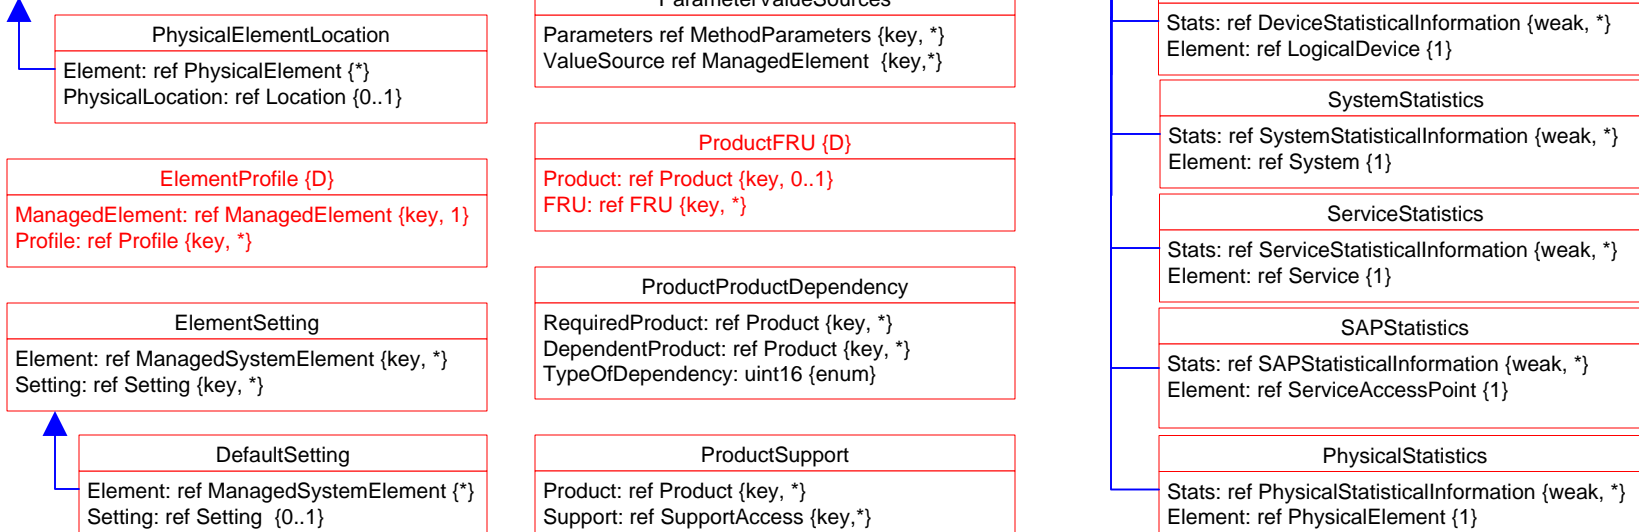 PhysicalElementLocation
Element: ref PhysicalElement {*}
PhysicalLocation: ref Location {0..1}
ElementProfile {D}
ManagedElement: ref ManagedElement {key, 1}
Profile: ref Profile {key, *}
ElementSetting
Element: ref ManagedSystemElement {key, *}
Setting: ref Setting {key, *}
DefaultSetting
Element: ref ManagedSystemElement {*}
Setting: ref Setting  {0..1}
ParameterValueSources
Parameters ref MethodParameters {key, *}
ValueSource ref ManagedElement  {key,*}
ProductFRU {D}
Product: ref Product {key, 0..1}
FRU: ref FRU {key, *}
ProductProductDependency
RequiredProduct: ref Product {key, *}
DependentProduct: ref Product {key, *}
TypeOfDependency: uint16 {enum}
ProductSupport
Product: ref Product {key, *}
Support: ref SupportAccess {key,*}
Stats: ref DeviceStatisticalInformation {weak, *}
Element: ref LogicalDevice {1}
SystemStatistics
Stats: ref SystemStatisticalInformation {weak, *}
Element: ref System {1}
ServiceStatistics
Stats: ref ServiceStatisticalInformation {weak, *}
Element: ref Service {1}
SAPStatistics
Stats: ref SAPStatisticalInformation {weak, *}
Element: ref ServiceAccessPoint {1}
PhysicalStatistics
Stats: ref PhysicalStatisticalInformation {weak, *}
Element: ref PhysicalElement {1}